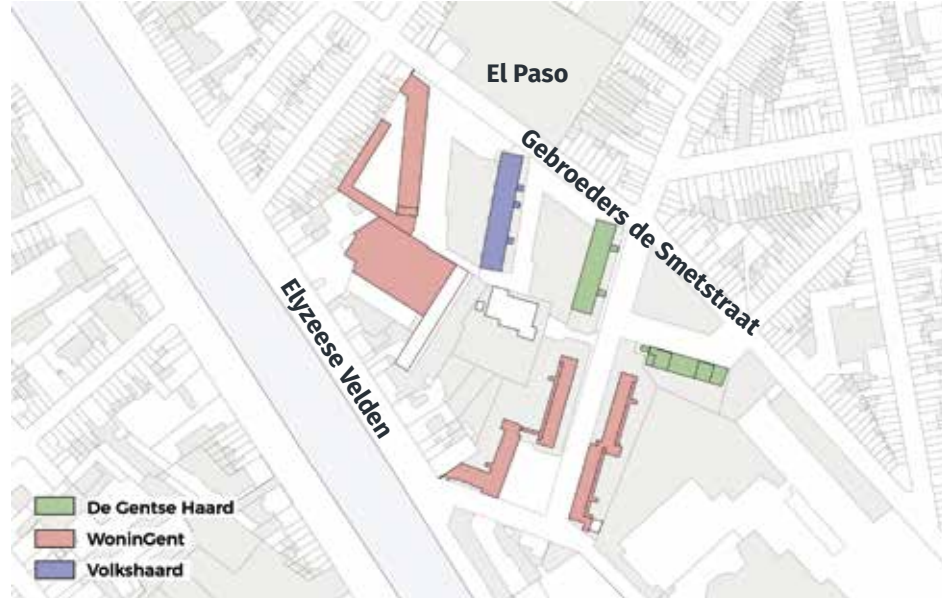 El Paso
Gebroeders de Smetstraat
Elyzeese Velden
De Gentse Haard
WoninGent
Volkshaard